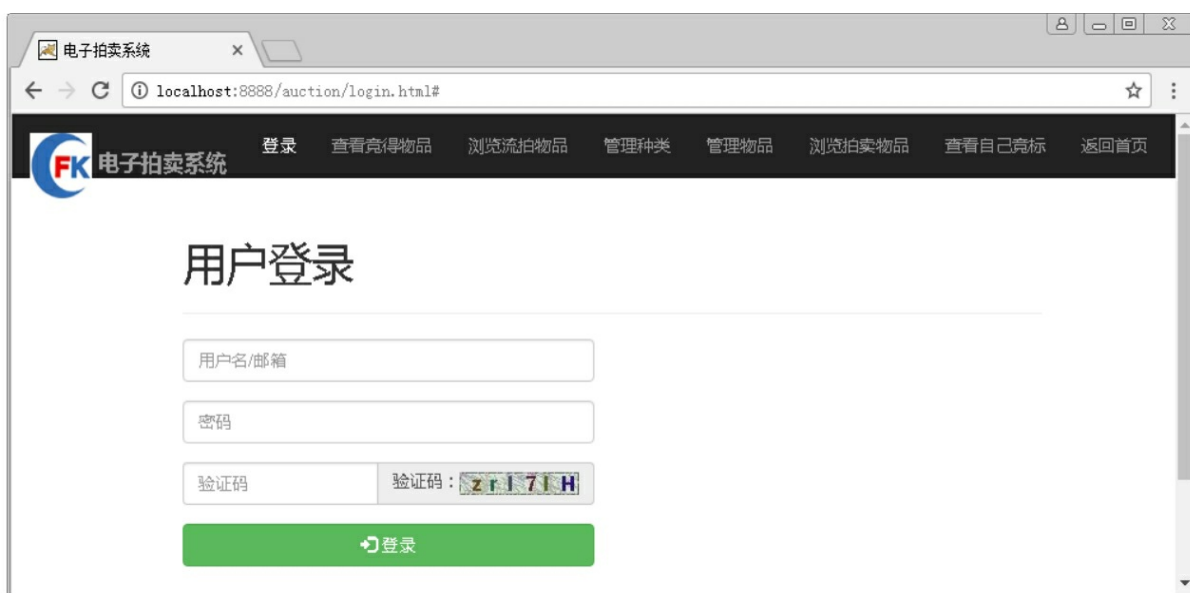 电子拍卖系统
localhost:8888/auction/login.html#
FK 电子拍卖系统 登录 查看竞得物品 浏览流拍物品 管理种类 管理物品 浏览拍卖物品 查看自己竞标 返回首页
用户登录
用户名/邮箱
密码
验证码 验证码：
登录